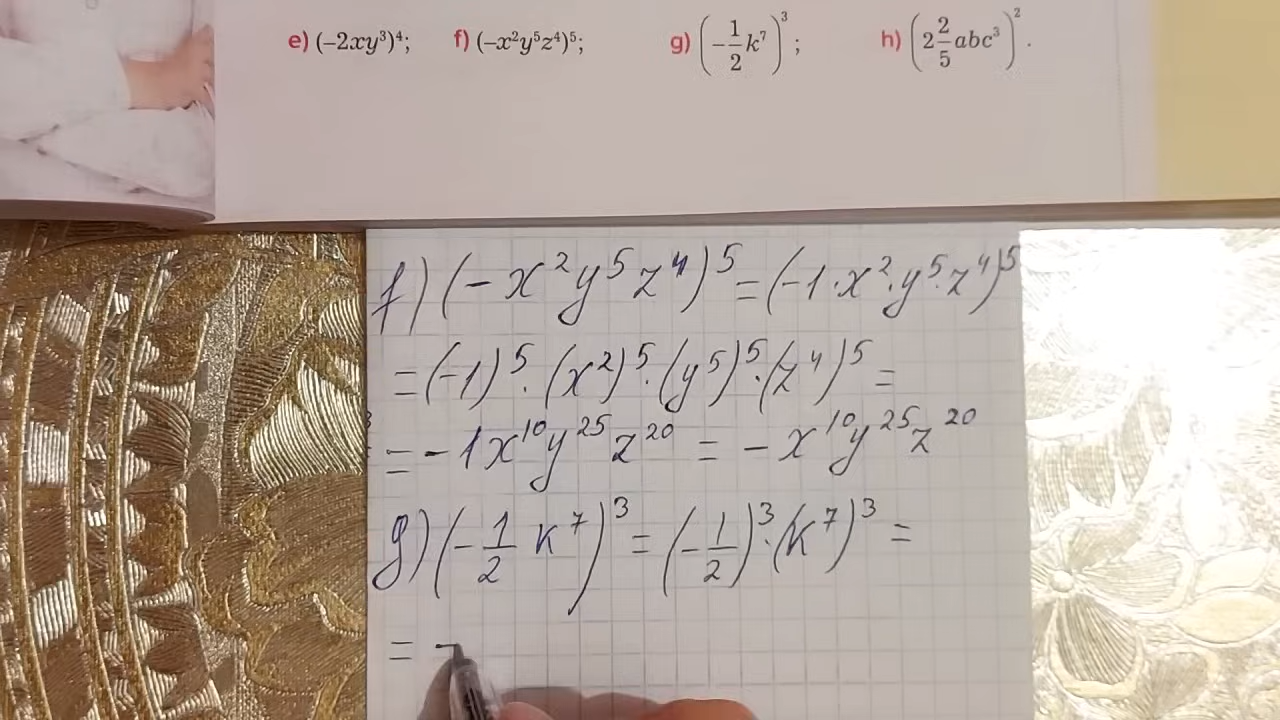 e) (−2xy³)⁴; f) (−x²y⁵z⁴)⁵; g) (−1/2 k⁷)³; h) (2 2/5 abc³)².
f) (−x²y⁵z⁴)⁵ = (−1·x²·y⁵·z⁴)⁵
= (−1)⁵·(x²)⁵·(y⁵)⁵·(z⁴)⁵ =
= −1x¹⁰y²⁵z²⁰ = −x¹⁰y²⁵z²⁰
g) (−1/2 k⁷)³ = (−1/2)³·(k⁷)³ =
= −